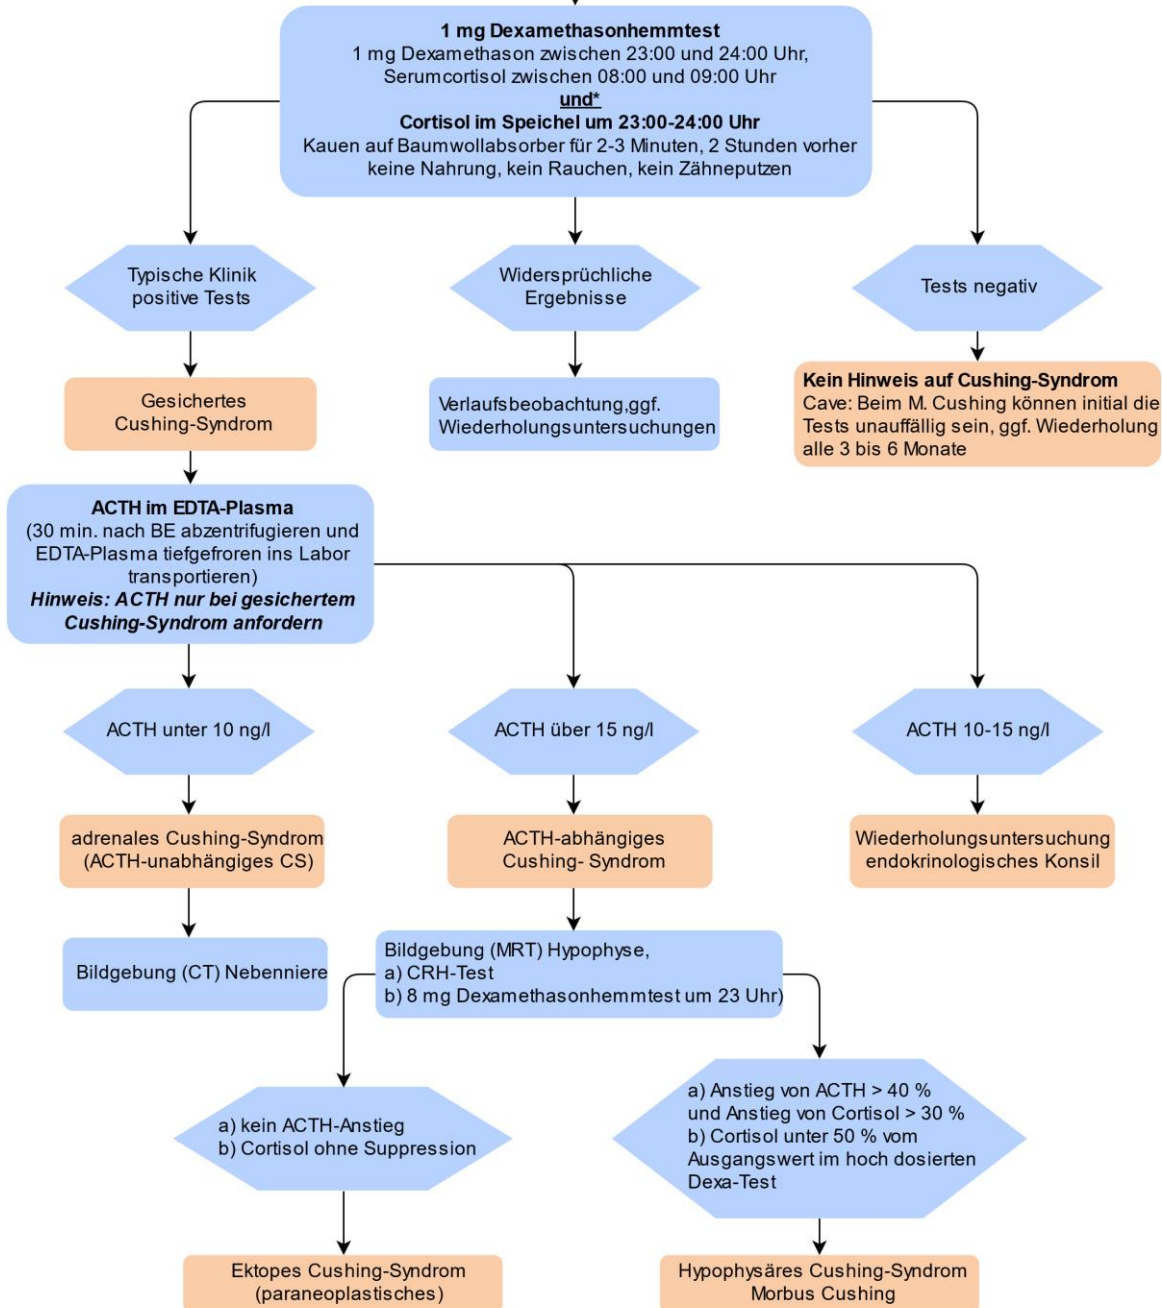 1 mg Dexamethasonhemmtest
1 mg Dexamethason zwischen 23:00 und 24:00 Uhr,
Serumcortisol zwischen 08:00 und 09:00 Uhr
und*
Cortisol im Speichel um 23:00-24:00 Uhr
Kauen auf Baumwollabsorber für 2-3 Minuten, 2 Stunden vorher
keine Nahrung, kein Rauchen, kein Zähneputzen
Typische Klinik
positive Tests
Widersprüchliche
Ergebnisse
Tests negativ
Gesichertes
Cushing-Syndrom
Verlaufsbeobachtung,ggf.
Wiederholungsuntersuchungen
Kein Hinweis auf Cushing-Syndrom
Cave: Beim M. Cushing können initial die
Tests unauffällig sein, ggf. Wiederholung
alle 3 bis 6 Monate
ACTH im EDTA-Plasma
(30 min. nach BE abzentrifugieren und
EDTA-Plasma tiefgefroren ins Labor
transportieren)
Hinweis: ACTH nur bei gesichertem
Cushing-Syndrom anfordern
ACTH unter 10 ng/l
ACTH über 15 ng/l
ACTH 10-15 ng/l
adrenales Cushing-Syndrom
(ACTH-unabhängiges CS)
ACTH-abhängiges
Cushing- Syndrom
Wiederholungsuntersuchung
endokrinologisches Konsil
Bildgebung (CT) Nebenniere
Bildgebung (MRT) Hypophyse,
a) CRH-Test
b) 8 mg Dexamethasonhemmtest um 23 Uhr)
a) kein ACTH-Anstieg
b) Cortisol ohne Suppression
a) Anstieg von ACTH > 40 %
und Anstieg von Cortisol > 30 %
b) Cortisol unter 50 % vom
Ausgangswert im hoch dosierten
Dexa-Test
Ektopes Cushing-Syndrom
(paraneoplastisches)
Hypophysäres Cushing-Syndrom
Morbus Cushing